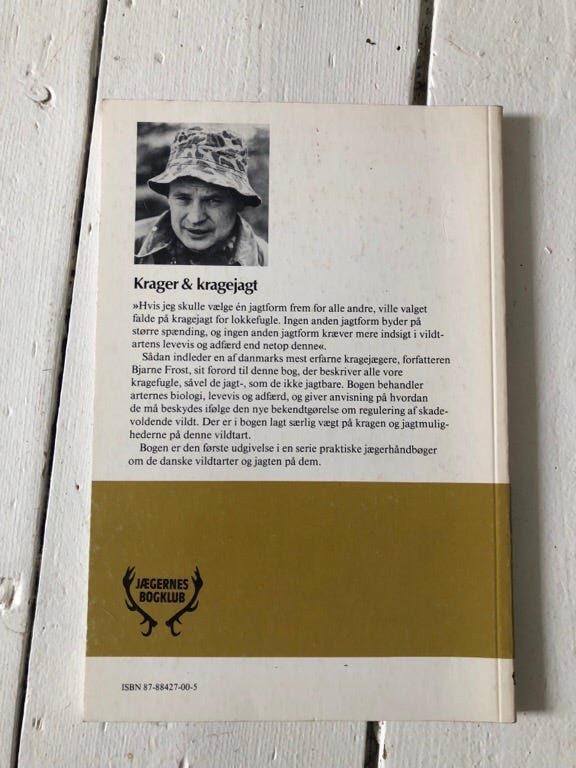 Krager & kragejagt
»Hvis jeg skulle vælge én jagtform frem for alle andre, ville valget
falde på kragejagt for lokkefugle. Ingen anden jagtform byder på
større spænding, og ingen anden jagtform kræver mere indsigt i vildt-
artens levevis og adfærd end netop denne«.
Sådan indleder en af danmarks mest erfarne kragejægere, forfatteren
Bjarne Frost, sit forord til denne bog, der beskriver alle vore
kragefugle, såvel de jagt-, som de ikke jagtbare. Bogen behandler
arternes biologi, levevis og adfærd, og giver anvisning på hvordan
de må beskydes ifølge den nye bekendtgørelse om regulering af skade-
voldende vildt. Der er i bogen lagt særlig vægt på kragen og jagtmulig-
hederne på denne vildtart.
Bogen er den første udgivelse i en serie praktiske jægerhåndbøger
om de danske vildtarter og jagten på dem.
JÆGERNES
BOGKLUB
ISBN 87-88427-00-5